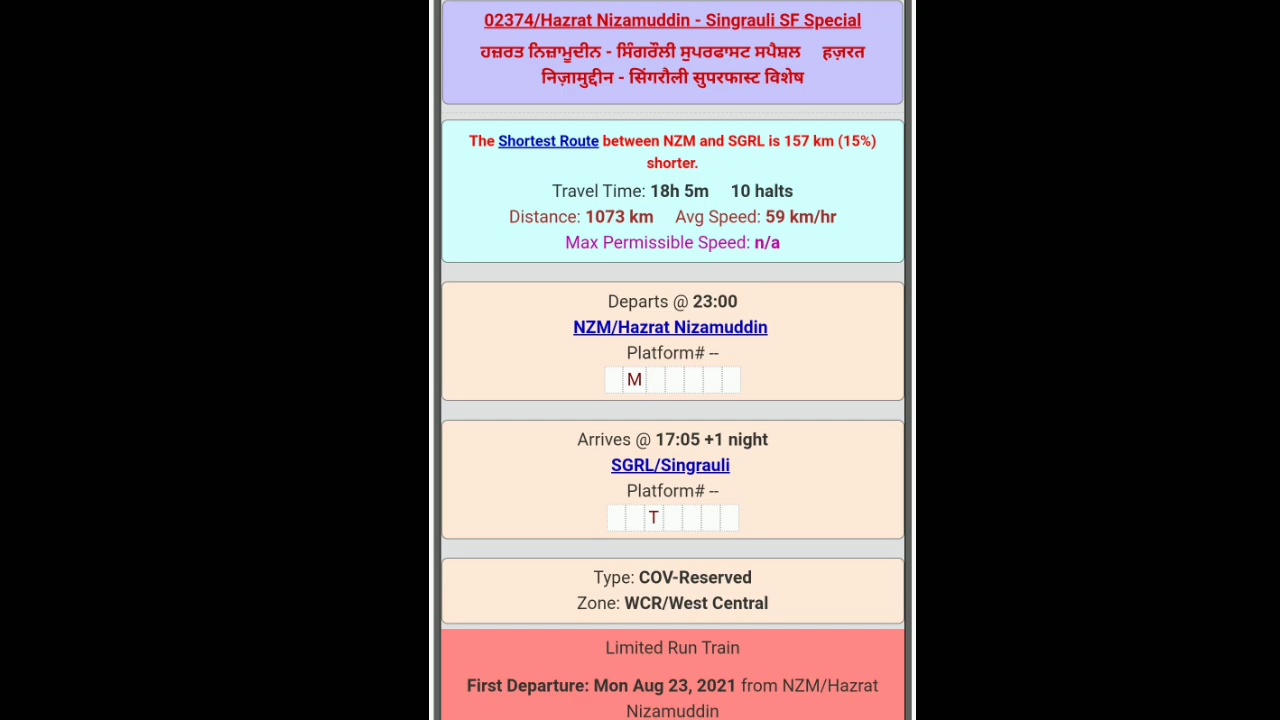 02374/Hazrat Nizamuddin - Singrauli SF Special
ਹਜ਼ਰਤ ਨਿਜ਼ਾਮੂਦੀਨ - ਸਿੰਗਰੌਲੀ ਸੁਪਰਫਾਸਟ ਸਪੈਸ਼ਲ हज़रत
निज़ामुद्दीन - सिंगरौली सुपरफास्ट विशेष
The Shortest Route between NZM and SGRL is 157 km (15%)
shorter.
Travel Time: 18h 5m 10 halts
Distance: 1073 km Avg Speed: 59 km/hr
Max Permissible Speed: n/a
Departs @ 23:00
NZM/Hazrat Nizamuddin
Platform# --
M
Arrives @ 17:05 +1 night
SGRL/Singrauli
Platform# --
T
Type: COV-Reserved
Zone: WCR/West Central
Limited Run Train
First Departure: Mon Aug 23, 2021 from NZM/Hazrat
Nizamuddin